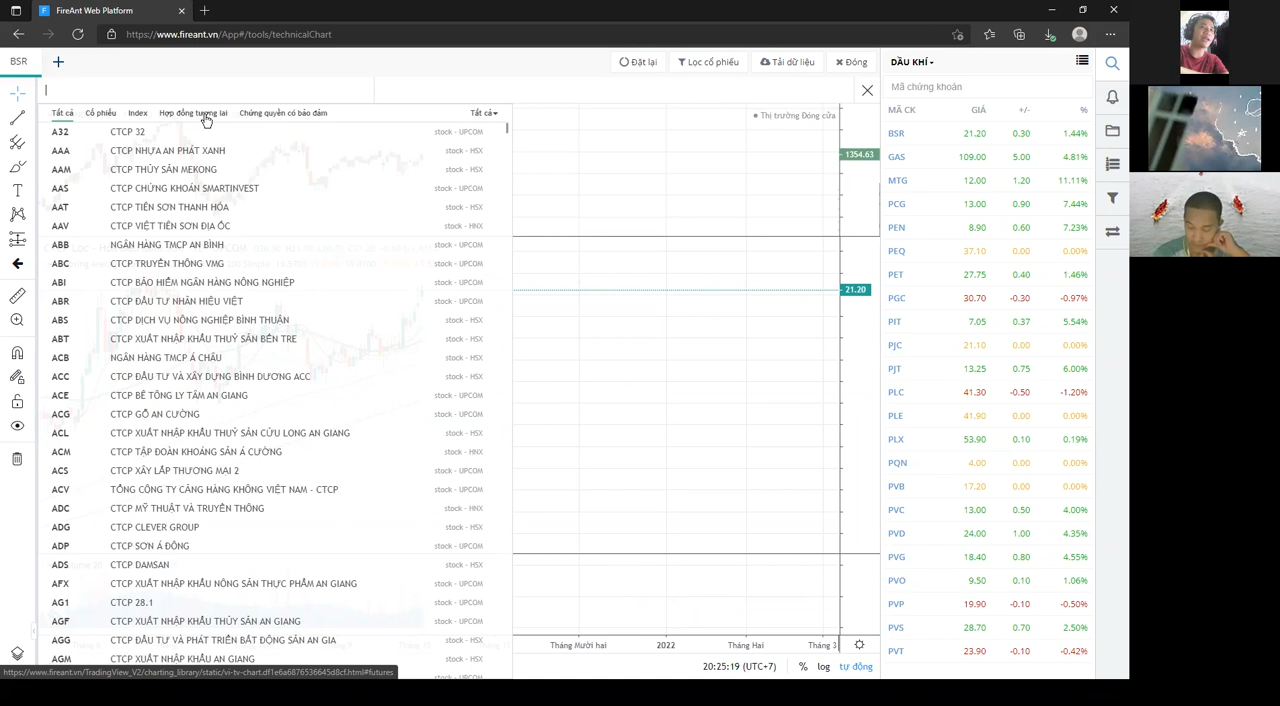 FireAnt Web Platform
https://www.fireant.vn/App#/tools/technicalChart
BSR
Đặt lại
Lọc cổ phiếu
Tải dữ liệu
Đóng
DẦU KHÍ
Mã chứng khoán
Tất cả
Cổ phiếu
Index
Hợp đồng tương lai
Chứng quyền có bảo đảm
Tất cả
Thị trường Đóng cửa
MÃ CK GIÁ +/- %
A32 CTCP 32 stock - UPCOM
AAA CTCP NHỰA AN PHÁT XANH stock - HSX
AAM CTCP THỦY SẢN MEKONG stock - HSX
AAS CTCP CHỨNG KHOÁN SMARTINVEST stock - UPCOM
AAT CTCP TIÊN SƠN THANH HÓA stock - HSX
AAV CTCP VIỆT TIÊN SƠN ĐỊA ỐC stock - HNX
ABB NGÂN HÀNG TMCP AN BÌNH stock - UPCOM
ABC CTCP TRUYỀN THÔNG VMG stock - UPCOM
ABI CTCP BẢO HIỂM NGÂN HÀNG NÔNG NGHIỆP stock - UPCOM
ABR CTCP ĐẦU TƯ NHÃN HIỆU VIỆT stock - UPCOM
ABS CTCP DỊCH VỤ NÔNG NGHIỆP BÌNH THUẬN stock - HSX
ABT CTCP XUẤT NHẬP KHẨU THUỶ SẢN BẾN TRE stock - HSX
ACB NGÂN HÀNG TMCP Á CHÂU stock - HSX
ACC CTCP ĐẦU TƯ VÀ XÂY DỰNG BÌNH DƯƠNG ACC stock - HSX
ACE CTCP BÊ TÔNG LY TÂM AN GIANG stock - UPCOM
ACG CTCP GỖ AN CƯỜNG stock - UPCOM
ACL CTCP XUẤT NHẬP KHẨU THUỶ SẢN CỬU LONG AN GIANG stock - HSX
ACM CTCP TẬP ĐOÀN KHOÁNG SẢN Á CƯỜNG stock - HNX
ACS CTCP XÂY LẮP THƯƠNG MẠI 2 stock - UPCOM
ACV TỔNG CÔNG TY CẢNG HÀNG KHÔNG VIỆT NAM - CTCP stock - UPCOM
ADC CTCP MỸ THUẬT VÀ TRUYỀN THÔNG stock - HNC
ADG CTCP CLEVER GROUP stock - HSX
ADP CTCP SƠN Á ĐÔNG stock - UPCOM
ADS CTCP DAMSAN stock - HSX
AFX CTCP XUẤT NHẬP KHẨU NÔNG SẢN THỰC PHẨM AN GIANG stock - UPCOM
AG1 CTCP 28.1 stock - UPCOM
AGF CTCP XUẤT NHẬP KHẨU THỦY SẢN AN GIANG stock - UPCOM
AGG CTCP ĐẦU TƯ VÀ PHÁT TRIỂN BẤT ĐỘNG SẢN AN GIA stock - HSX
AGM CTCP XUẤT NHẬP KHẨU AN GIANG stock - HSX
1354.63
21.20
BSR 21.20 0.30 1.44%
GAS 109.00 5.00 4.81%
MTG 12.00 1.20 11.11%
PCG 13.00 0.90 7.44%
PEN 8.90 0.60 7.23%
PEQ 37.10 0.00 0.00%
PET 27.75 0.40 1.46%
PGC 30.70 -0.30 -0.97%
PIT 7.05 0.37 5.54%
PJC 21.10 0.00 0.00%
PJT 13.25 0.75 6.00%
PLC 41.30 -0.50 -1.20%
PLE 41.90 0.00 0.00%
PLX 53.90 0.10 0.19%
PQN 4.00 0.00 0.00%
PVB 17.20 0.00 0.00%
PVC 13.00 0.50 4.00%
PVD 24.00 1.00 4.35%
PVG 18.40 0.80 4.55%
PVO 9.50 0.10 1.06%
PVP 19.90 -0.10 -0.50%
PVS 28.70 0.70 2.50%
PVT 23.90 -0.10 -0.42%
Tháng Mười hai 2022 Tháng Hai Tháng 3
20:25:19 (UTC+7) % log tự động
https://www.fireant.vn/TradingView_V2/charting_library/static/vi-tv-chart.df1e6a6876536645d8cf.html#futures